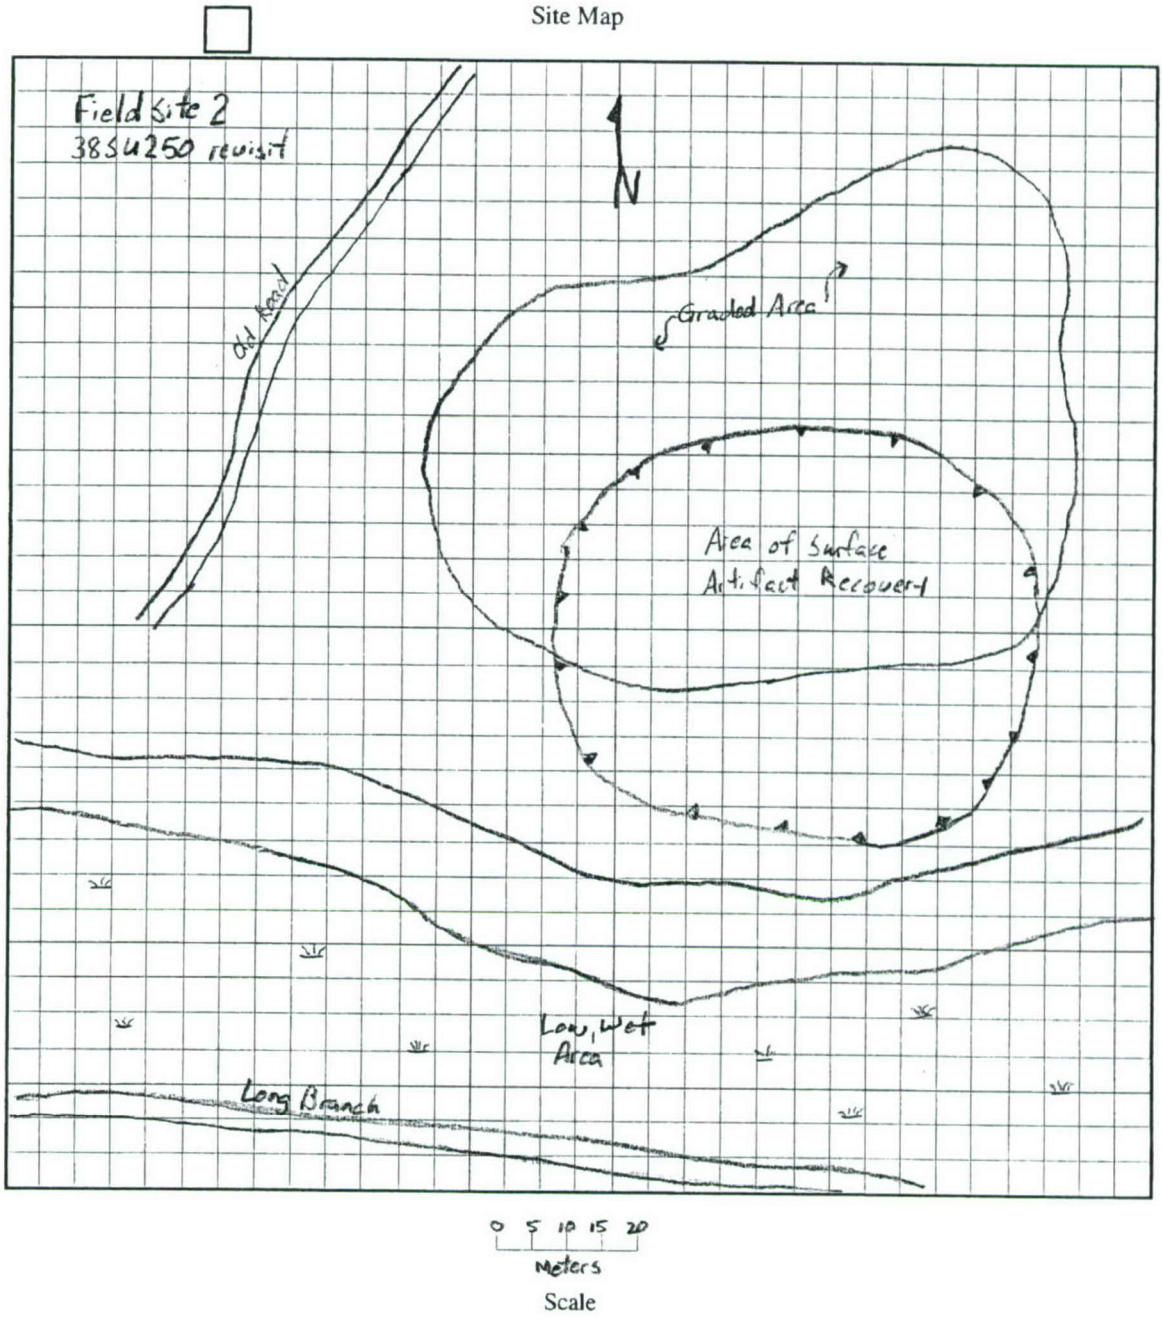 Site Map
Field Site 2
38SU250 revisit
N
Old Road
Graded Area
Area of Surface
Artifact Recovery
Low, Wet
Area
Long Branch
0 5 10 15 20
Meters
Scale